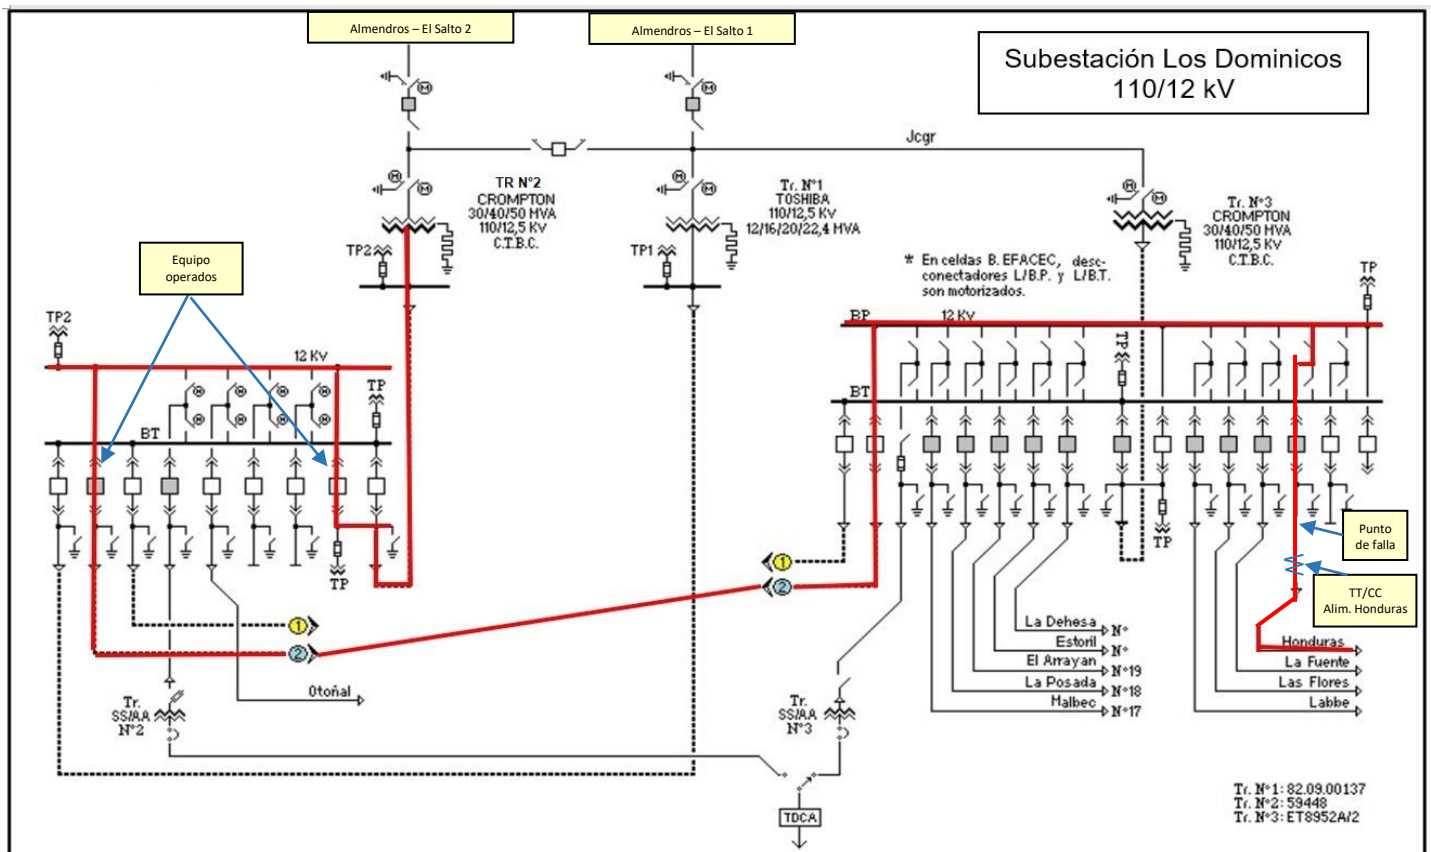 Almendros – El Salto 2
Almendros – El Salto 1
Subestación Los Dominicos
110/12 kV
M
M
Jcgr
M
M
M
M
M
M
TR N°2
CROMPTON
30/40/50 MVA
110/12,5 KV
C.T.B.C.
Tr. N°1
TOSHIBA
110/12,5 KV
12/16/20/22,4 MVA
Tr. N°3
CROMPTON
30/40/50 MVA
110/12,5 KV
C.T.B.C.
TP2
TP1
Equipo
operados
* En celdas B. EFACEC, desc-
conectadores L/B.P. y L/B.T.
son motorizados.
TP
TP2
BP
12 KV
12 KV
TP
TP
M
M
M
M
M
M
M
M
BT
BT
Punto
de falla
TP
TP
1
2
TT/CC
Alim. Honduras
1
2
La Dehesa
N°
Estoril
N°
El Arrayan
N°19
La Posada
N°18
Malbec
N°17
Honduras
La Fuente
Las Flores
Labbe
Otoñal
Tr.
SS/AA
N°2
Tr.
SS/AA
N°3
TDCA
Tr. N°1: 82.09.00137
Tr. N°2: 59448
Tr. N°3: ET8952A/2